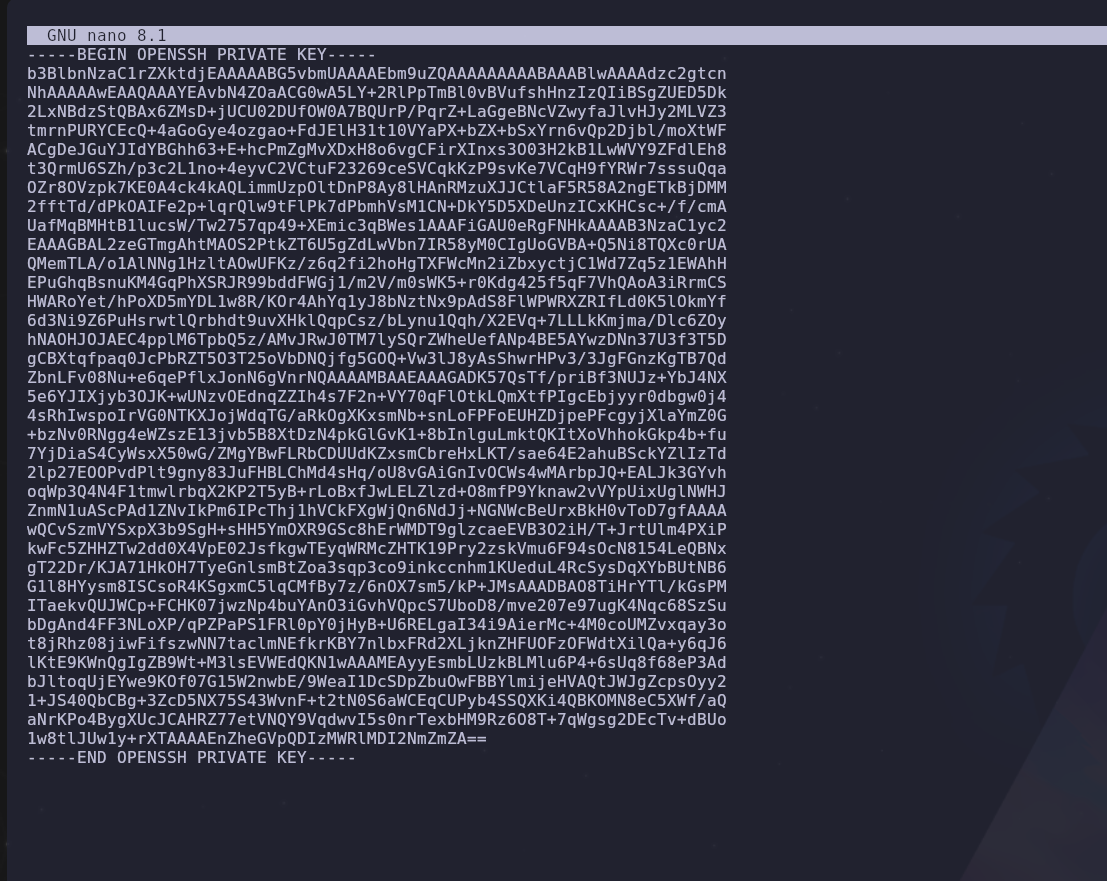 GNU nano 8.1
-----BEGIN OPENSSH PRIVATE KEY-----
b3BlbnNzaC1rZXktdjEAAAAABG5vbmUAAAAEbm9uZQAAAAAAAAABAAABlwAAAAdzc2gtcn
NhAAAAAwEAAQAAAYEAvbN4ZOaACG0wA5LY+2RlPpTmBl0vBVufshHnzIzQIiBSgZUED5Dk
2LxNBdzStQBAx6ZMsD+jUCU02DUfOW0A7BQUrP/PqrZ+LaGgeBNcVZwyfaJlvHJy2MLVZ3
tmrnPURYCEcQ+4aGoGye4ozgao+FdJElH31t10VYaPX+bZX+bSxYrn6vQp2Djbl/moXtWF
ACgDeJGuYJIdYBGhh63+E+hcPmZgMvXDxH8o6vgCFirXInxs3O03H2kB1LwWVY9ZFdlEh8
t3QrmU6SZh/p3c2L1no+4eyvC2VCtuF23269ceSVCqkKzP9svKe7VCqH9fYRWr7sssuQqa
OZr8OVzpk7KE0A4ck4kAQLimmUzpOltDnP8Ay8lHAnRMzuXJJCtlaF5R58A2ngETkBjDMM
2fftTd/dPkOAIFe2p+lqrQlw9tFlPk7dPbmhVsM1CN+DkY5D5XDeUnzICxKHCsc+/f/cmA
UafMqBMHtB1lucsW/Tw2757qp49+XEmic3qBWes1AAAFiGAU0eRgFNHkAAAAB3NzaC1yc2
EAAAGBAL2zeGTmgAhtMAOS2PtkZT6U5gZdLwVbn7IR58yM0CIgUoGVBA+Q5Ni8TQXc0rUA
QMemTLA/o1AlNNg1HzltAOwUFKz/z6q2fi2hoHgTXFWcMn2iZbxyctjC1Wd7Zq5z1EWAhH
EPuGhqBsnuKM4GqPhXSRJR99bddFWGj1/m2V/m0sWK5+r0Kdg425f5qF7VhQAoA3iRrmCS
HWARoYet/hPoXD5mYDL1w8R/KOr4AhYq1yJ8bNztNx9pAdS8FlWPWRXZRIfLd0K5lOkmYf
6d3Ni9Z6PuHsrwtlQrbhdt9uvXHklQqpCsz/bLynu1Qqh/X2EVq+7LLLkKmjma/Dlc6ZOy
hNAOHJOJAEC4pplM6TpbQ5z/AMvJRwJ0TM7lySQrZWheUefANp4BE5AYwzDNn37U3f3T5D
gCBXtqfpaq0JcPbRZT5O3T25oVbDNQjfg5GOQ+Vw3lJ8yAsShwrHPv3/3JgFGnzKgTB7Qd
ZbnLFv08Nu+e6qePflxJonN6gVnrNQAAAAMBAAEAAAGADK57QsTf/priBf3NUJz+YbJ4NX
5e6YJIXjyb3OJK+wUNzvOEdnqZZIh4s7F2n+VY70qFlOtkLQmXtfPIgcEbjyyr0dbgw0j4
4sRhIwspoIrVG0NTKXJojWdqTG/aRkOgXKxsmNb+snLoFPFoEUHZDjpePFcgyjXlaYmZ0G
+bzNv0RNgg4eWZszE13jvb5B8XtDzN4pkGlGvK1+8bInlguLmktQKItXoVhhokGkp4b+fu
7YjDiaS4CyWsxX50wG/ZMgYBwFLRbCDUUdKZxsmCbreHxLKT/sae64E2ahuBSckYZlIzTd
2lp27EOOPvdPlt9gny83JuFHBLChMd4sHq/oU8vGAiGnIvOCWs4wMArbpJQ+EALJk3GYvh
oqWp3Q4N4F1tmwlrbqX2KP2T5yB+rLoBxfJwLELZlzd+O8mfP9Yknaw2vVYpUixUglNWHJ
ZnmN1uAScPAd1ZNvIkPm6IPcThj1hVCkFXgWjQn6NdJj+NGNWcBeUrxBkH0vToD7gfAAAA
wQCvSzmVYSxpX3b9SgH+sHH5YmOXR9GSc8hErWMDT9glzcaeEVB3O2iH/T+JrtUlm4PXiP
kwFc5ZHHZTw2dd0X4VpE02JsfkgwTEyqWRMcZHTK19Pry2zskVmu6F94sOcN8154LeQBNx
gT22Dr/KJA71HkOH7TyeGnlsmBtZoa3sqp3co9inkccnhm1KUeduL4RcSysDqXYbBUtNB6
G1l8HYysm8ISCsoR4KSgxmC5lqCMfBy7z/6nOX7sm5/kP+JMsAAADBAO8TiHrYTl/kGsPM
ITaekvQUJWCp+FCHK07jwzNp4buYAnO3iGvhVQpcS7UboD8/mve207e97ugK4Nqc68SzSu
bDgAnd4FF3NLoXP/qPZPaPS1FRl0pY0jHyB+U6RELgaI34i9AierMc+4M0coUMZvxqay3o
t8jRhz08jiwFifszwNN7taclmNEfkrKBY7nlbxFRd2XLjknZHFUOFzOFWdtXilQa+y6qJ6
lKtE9KWnQgIgZB9Wt+M3lsEVWEdQKN1wAAAMEAyyEsmbLUzkBLMlu6P4+6sUq8f68eP3Ad
bJltoqUjEYwe9KOf07G15W2nwbE/9WeaI1DcSDpZbuOwFBBYlmijeHVAQtJWJgZcpsOyy2
1+JS40QbCBg+3ZcD5NX75S43WvnF+t2tN0S6aWCEqCUPyb4SSQXKi4QBKOMN8eC5XWf/aQ
aNrKPo4BygXUcJCAHRZ77etVNQY9VqdwvI5s0nrTexbHM9Rz6O8T+7qWgsg2DEcTv+dBUo
1w8tlJUw1y+rXTAAAAEnZheGVpQDIzMWRlMDI2NmZmZA==
-----END OPENSSH PRIVATE KEY-----